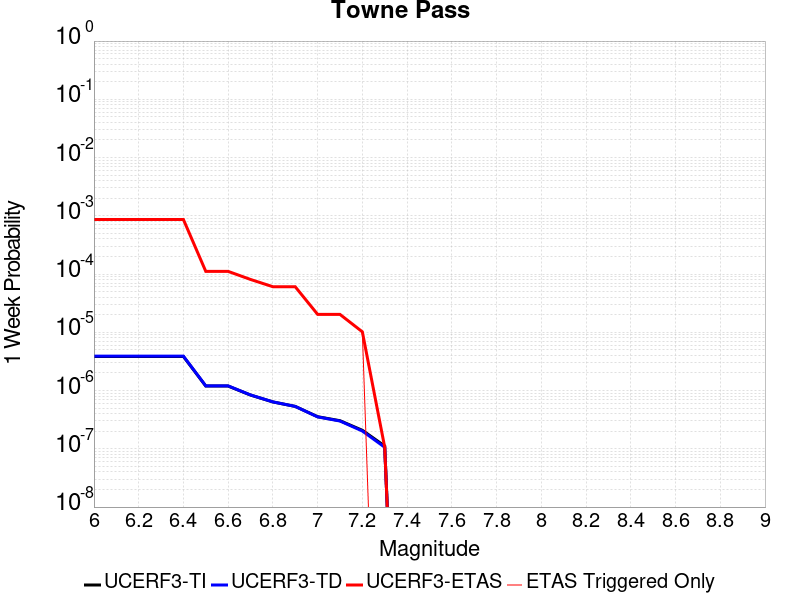 Towne Pass
10^0
10^-1
10^-2
10^-3
10^-4
10^-5
10^-6
10^-7
10^-8
1 Week Probability
6 6.2 6.4 6.6 6.8 7 7.2 7.4 7.6 7.8 8 8.2 8.4 8.6 8.8 9
Magnitude
UCERF3-TI UCERF3-TD UCERF3-ETAS ETAS Triggered Only